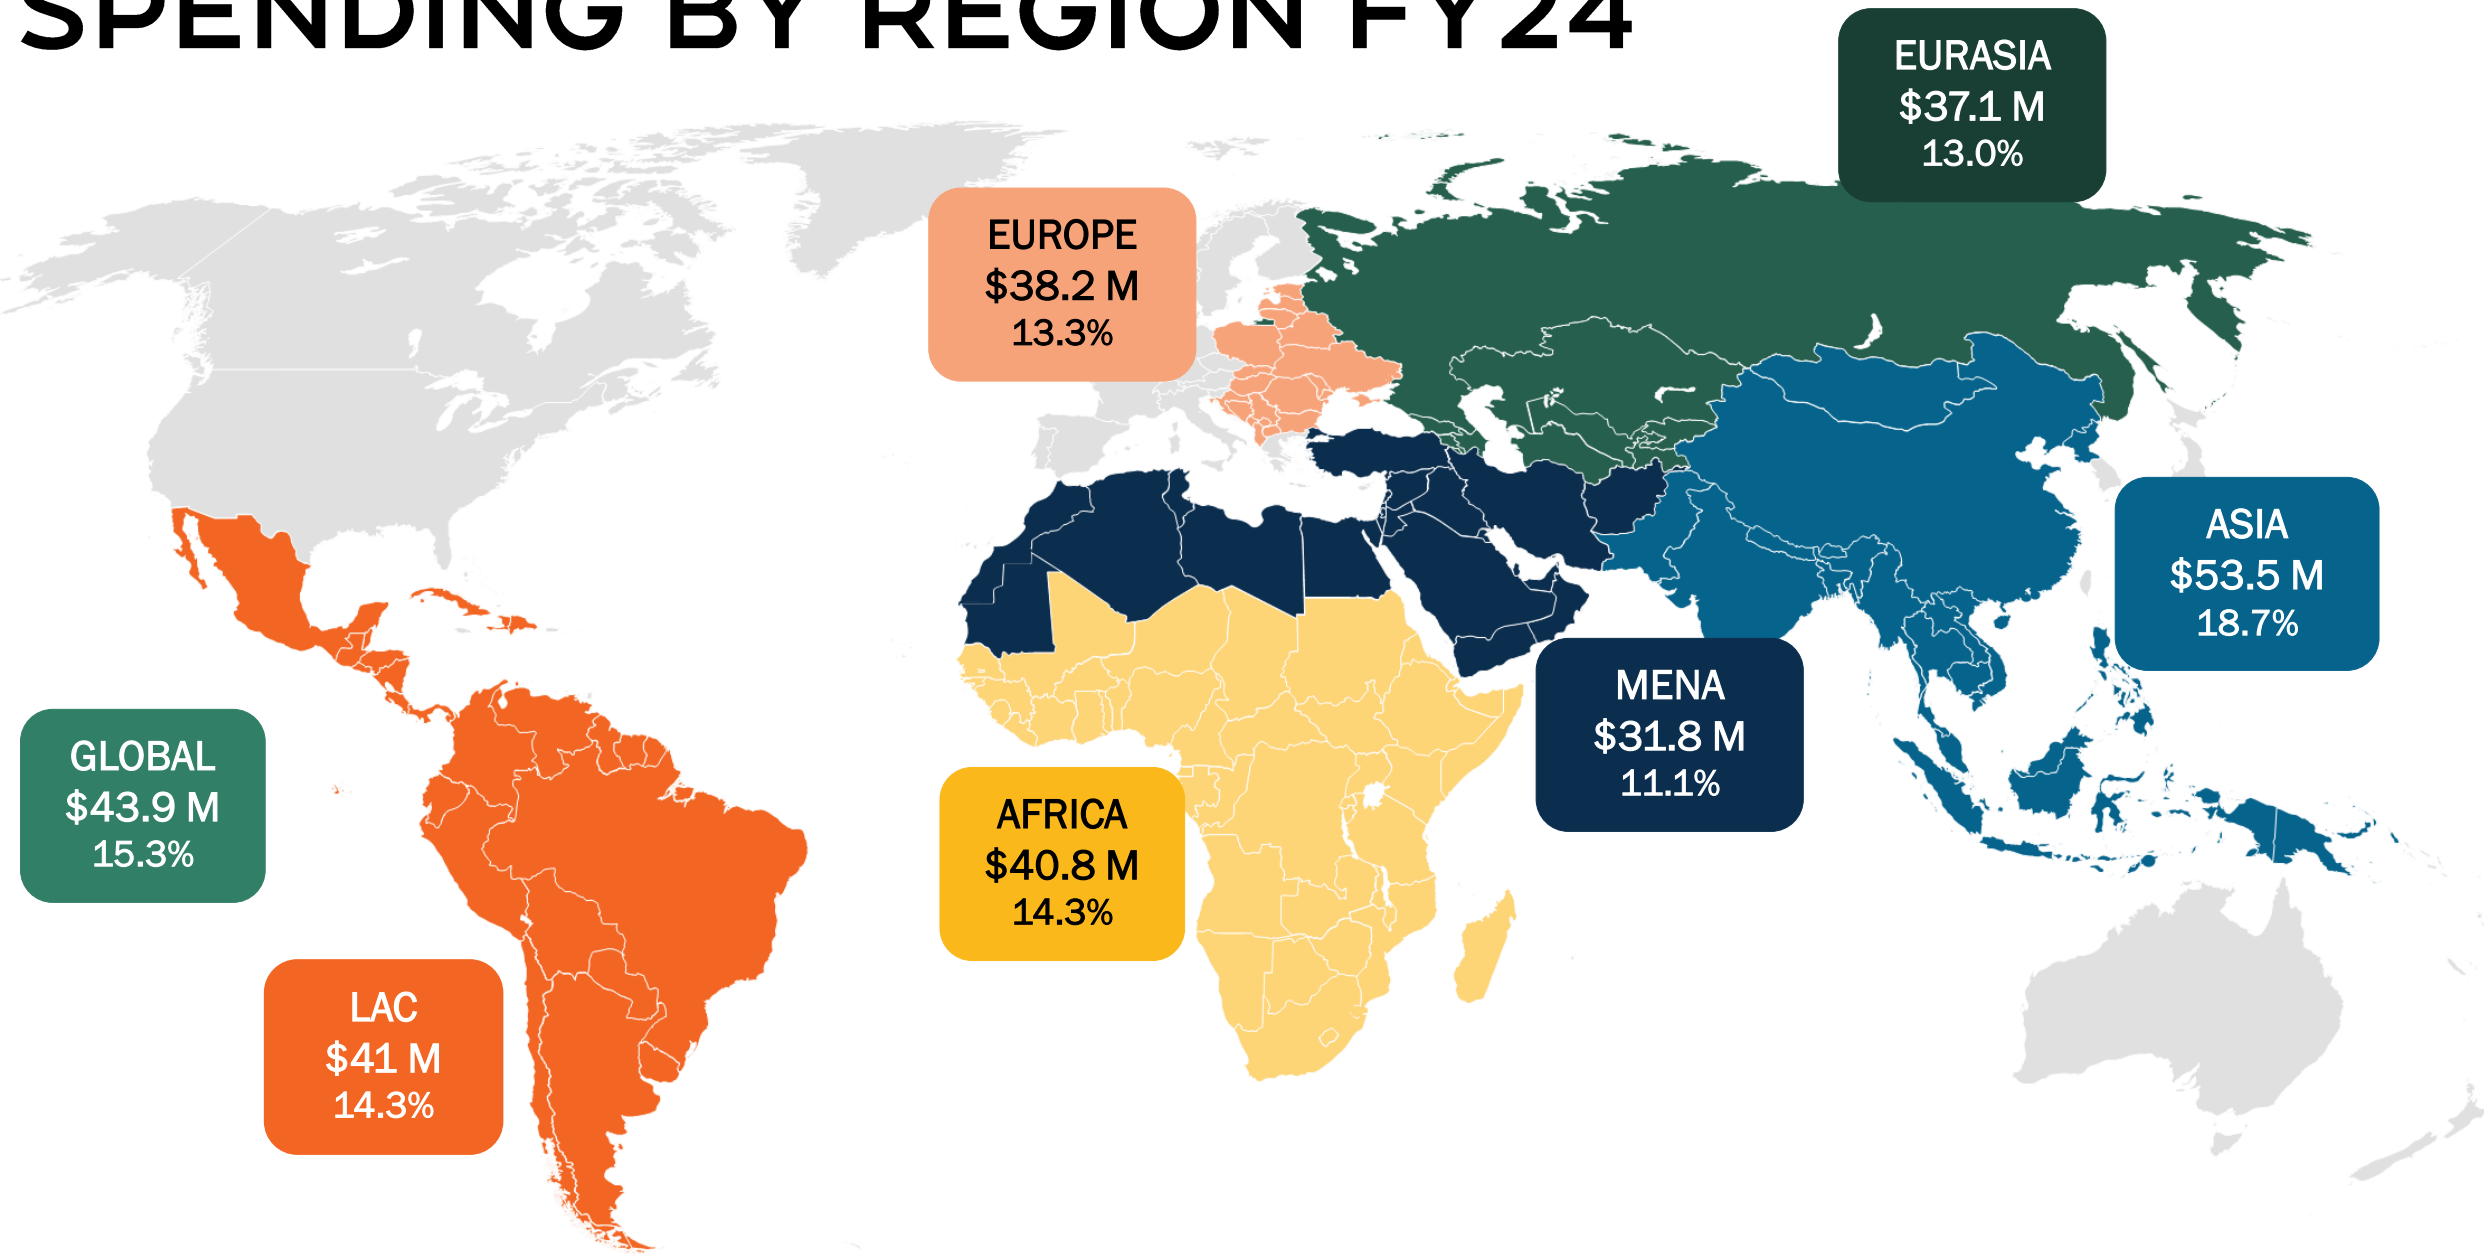 SPENDING BY REGION FY24
EURASIA
$37.1 M
13.0%
EUROPE
$38.2 M
13.3%
ASIA
$53.5 M
18.7%
MENA
$31.8 M
11.1%
GLOBAL
$43.9 M
15.3%
AFRICA
$40.8 M
14.3%
LAC
$41 M
14.3%